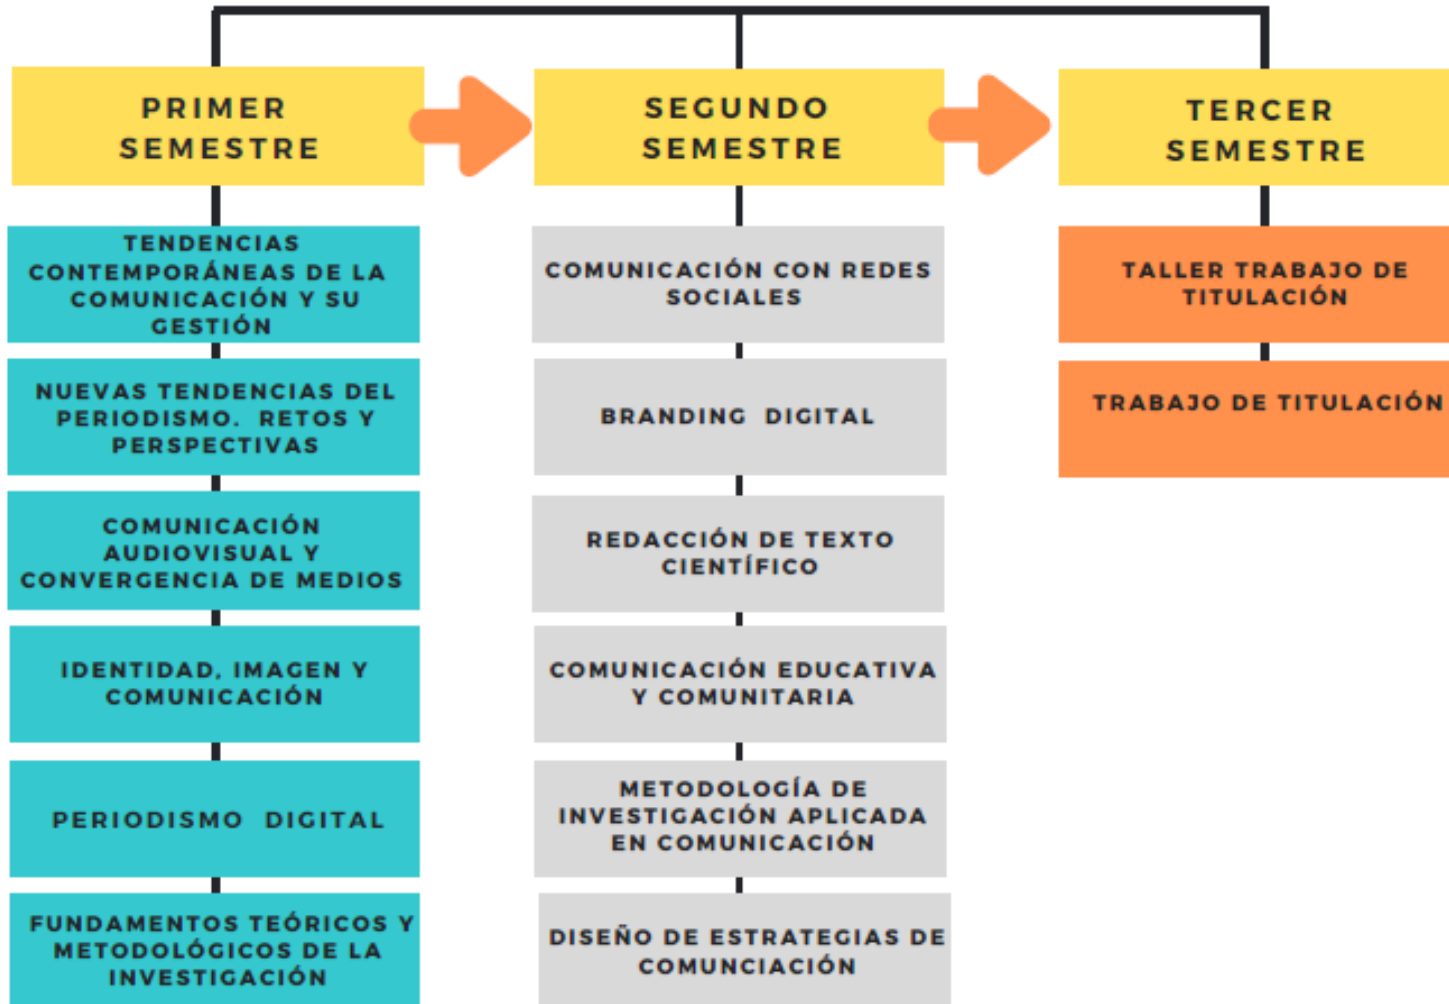 PRIMER
SEMESTRE
TENDENCIAS
CONTEMPORÁNEAS DE LA
COMUNICACIÓN Y SU
GESTIÓN
NUEVAS TENDENCIAS DEL
PERIODISMO. RETOS Y
PERSPECTIVAS
COMUNICACIÓN
AUDIOVISUAL Y
CONVERGENCIA DE MEDIOS
IDENTIDAD, IMAGEN Y
COMUNICACIÓN
PERIODISMO DIGITAL
FUNDAMENTOS TEÓRICOS Y
METODOLÓGICOS DE LA
INVESTIGACIÓN
SEGUNDO
SEMESTRE
COMUNICACIÓN CON REDES
SOCIALES
BRANDING DIGITAL
REDACCIÓN DE TEXTO
CIENTÍFICO
COMUNICACIÓN EDUCATIVA
Y COMUNITARIA
METODOLOGÍA DE
INVESTIGACIÓN APLICADA
EN COMUNICACIÓN
DISEÑO DE ESTRATEGIAS DE
COMUNCIACIÓN
TERCER
SEMESTRE
TALLER TRABAJO DE
TITULACIÓN
TRABAJO DE TITULACIÓN